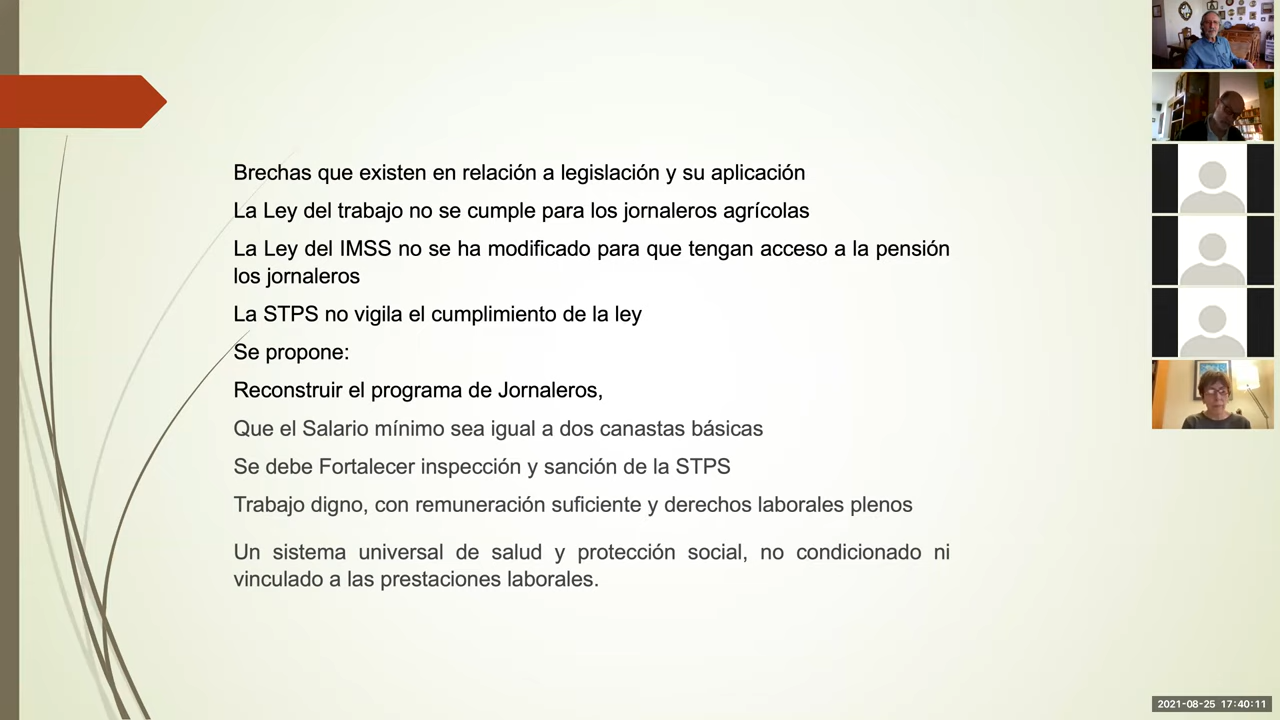 Brechas que existen en relación a legislación y su aplicación
La Ley del trabajo no se cumple para los jornaleros agrícolas
La Ley del IMSS no se ha modificado para que tengan acceso a la pensión
los jornaleros
La STPS no vigila el cumplimiento de la ley
Se propone:
Reconstruir el programa de Jornaleros,
Que el Salario mínimo sea igual a dos canastas básicas
Se debe Fortalecer inspección y sanción de la STPS
Trabajo digno, con remuneración suficiente y derechos laborales plenos
Un sistema universal de salud y protección social, no condicionado ni
vinculado a las prestaciones laborales.
2021-08-25 17:40:11